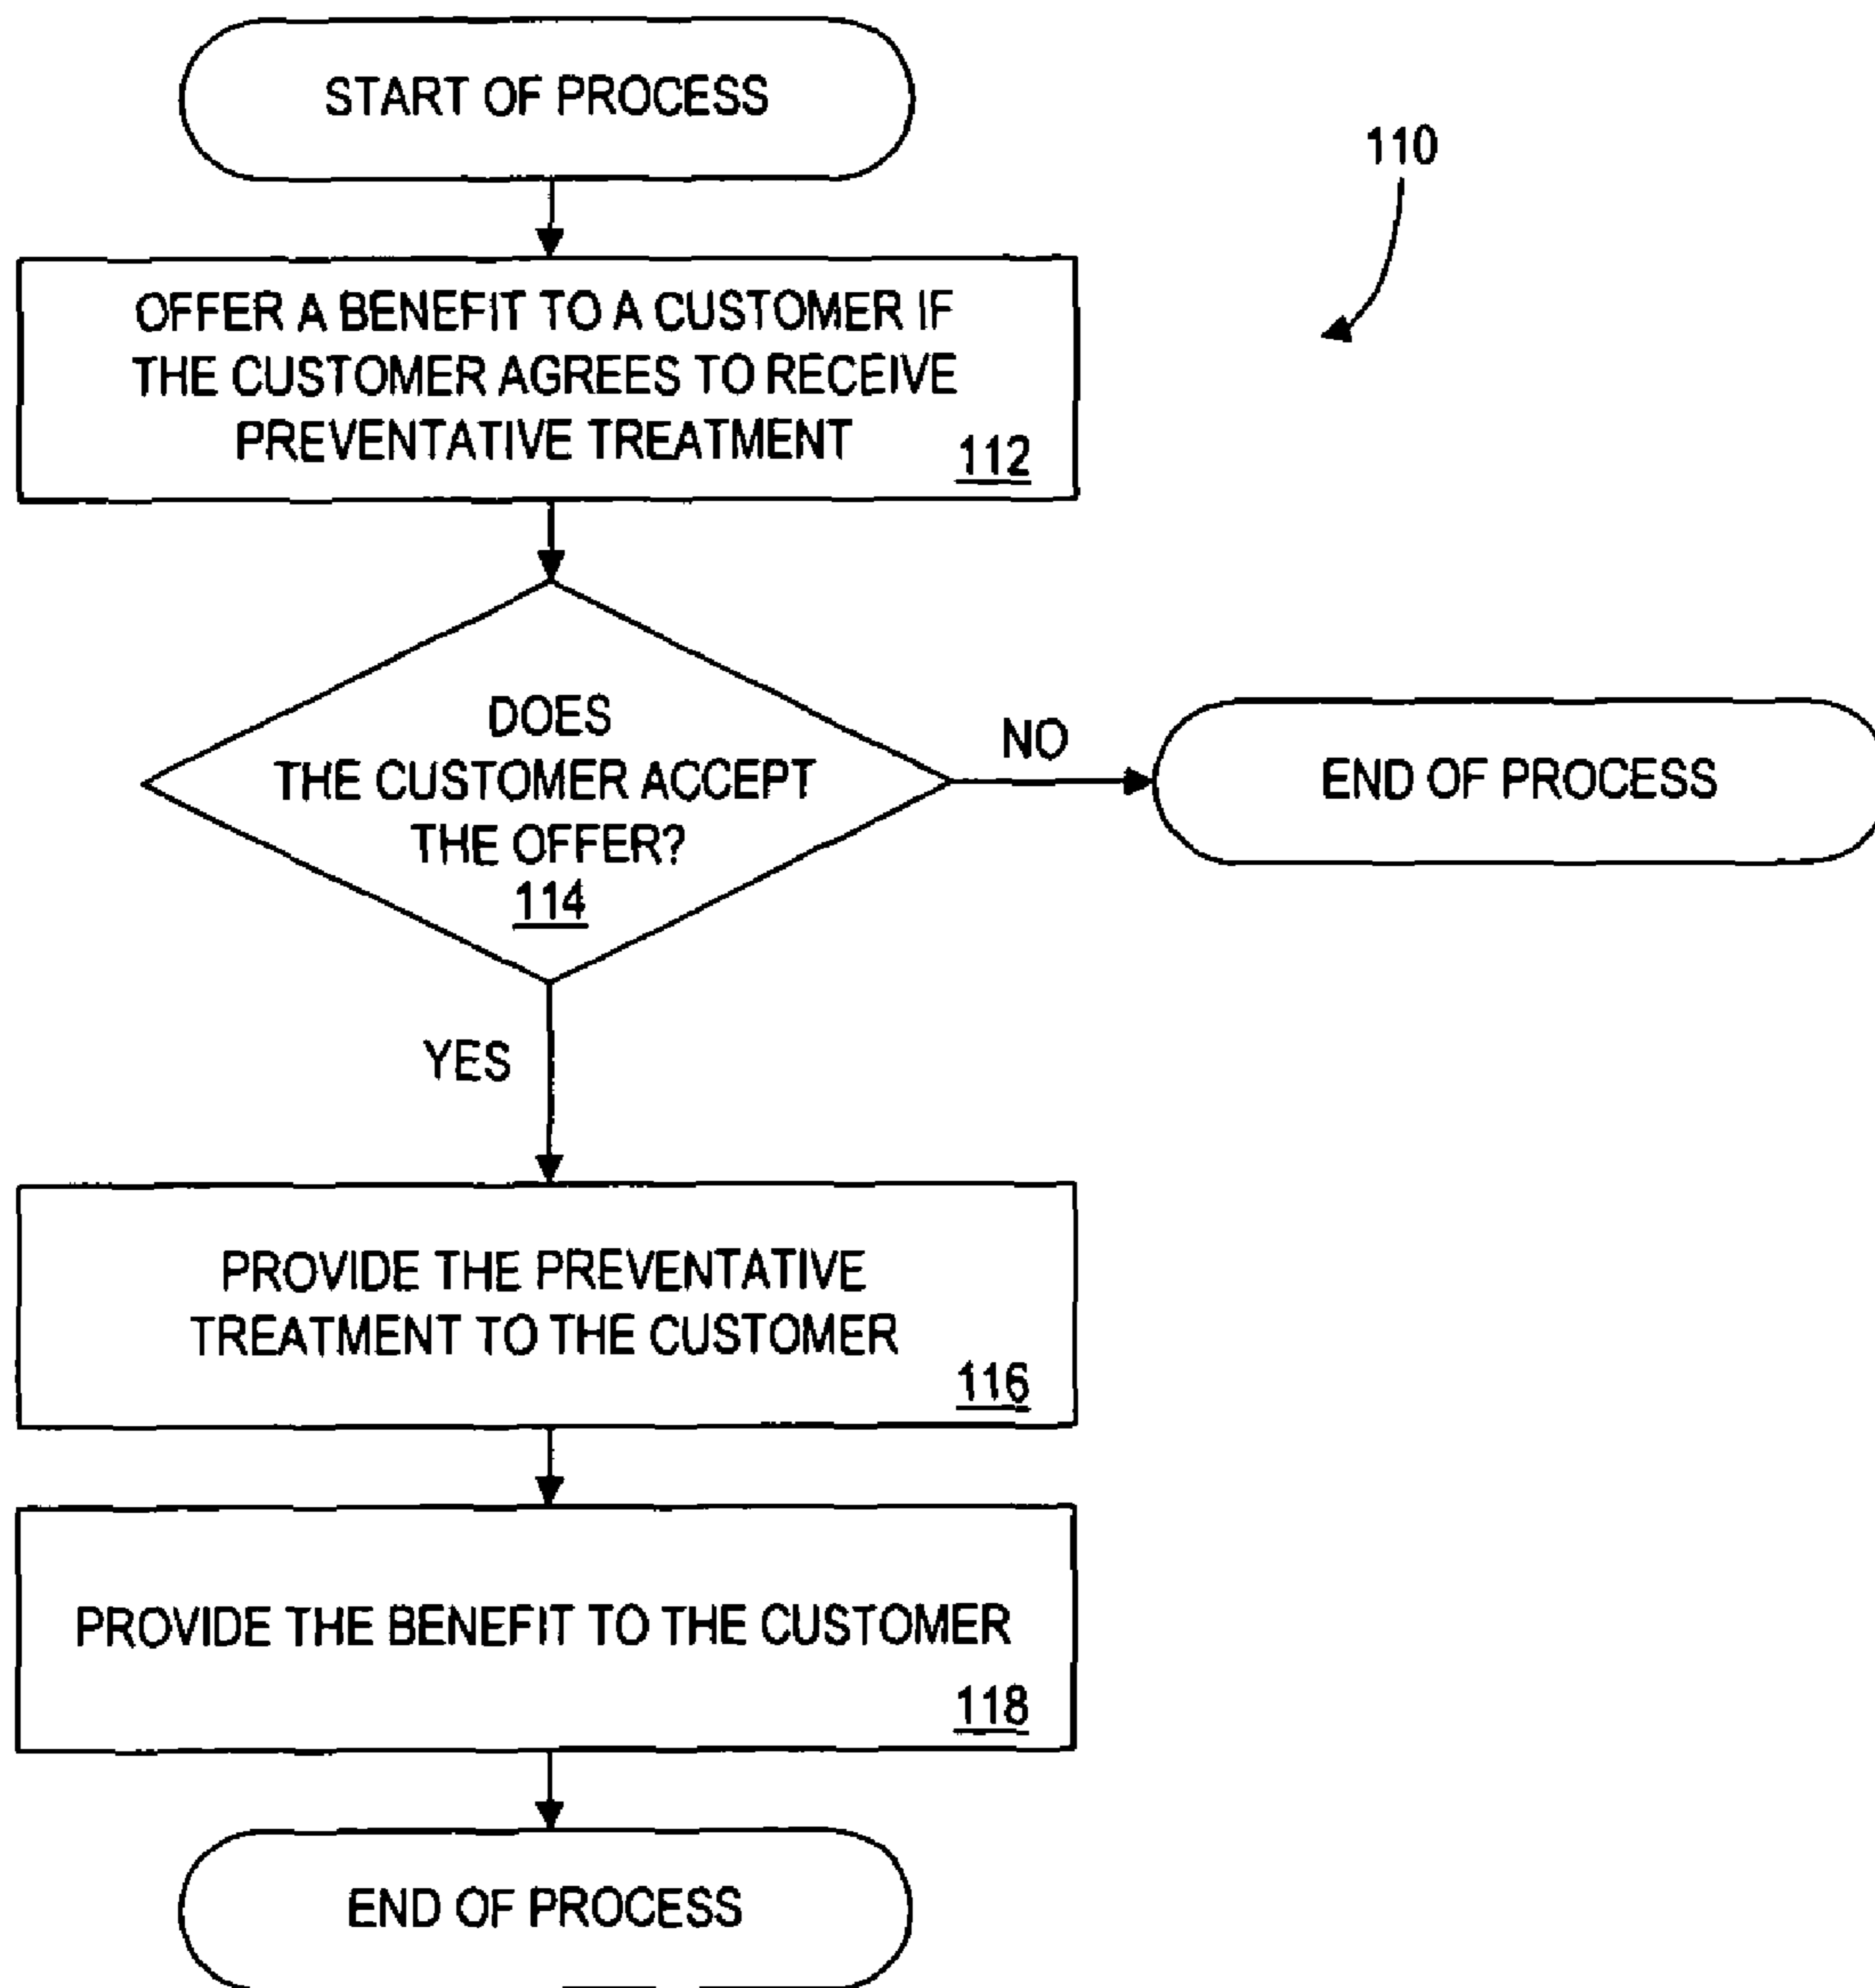 START OF PROCESS
110
OFFER A BENEFIT TO A CUSTOMER IF
THE CUSTOMER AGREES TO RECEIVE
PREVENTATIVE TREATMENT
112
DOES
THE CUSTOMER ACCEPT
THE OFFER?
114
NO
END OF PROCESS
YES
PROVIDE THE PREVENTATIVE
TREATMENT TO THE CUSTOMER
116
PROVIDE THE BENEFIT TO THE CUSTOMER
118
END OF PROCESS